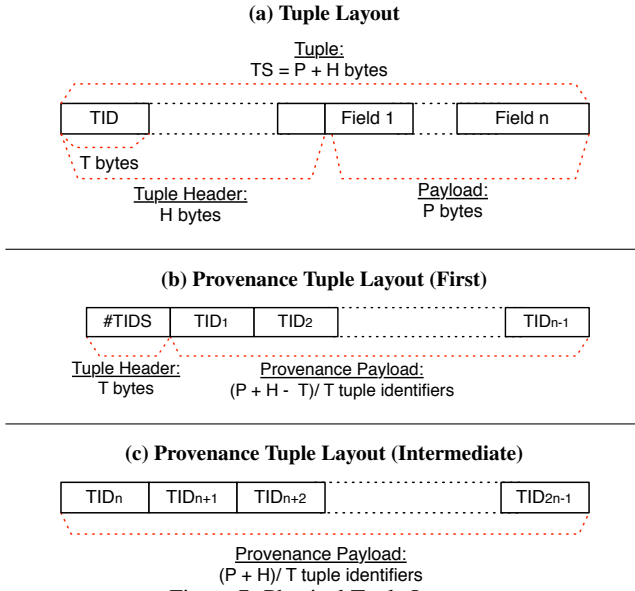 (a) Tuple Layout
Tuple:
TS = P + H bytes
TID Field 1 Field n
T bytes
Tuple Header:
H bytes
Payload:
P bytes
(b) Provenance Tuple Layout (First)
#TIDS TID1 TID2 TIDn-1
Tuple Header:
T bytes
Provenance Payload:
(P + H - T)/ T tuple identifiers
(c) Provenance Tuple Layout (Intermediate)
TIDn TIDn+1 TIDn+2 TID2n-1
Provenance Payload:
(P + H)/ T tuple identifiers